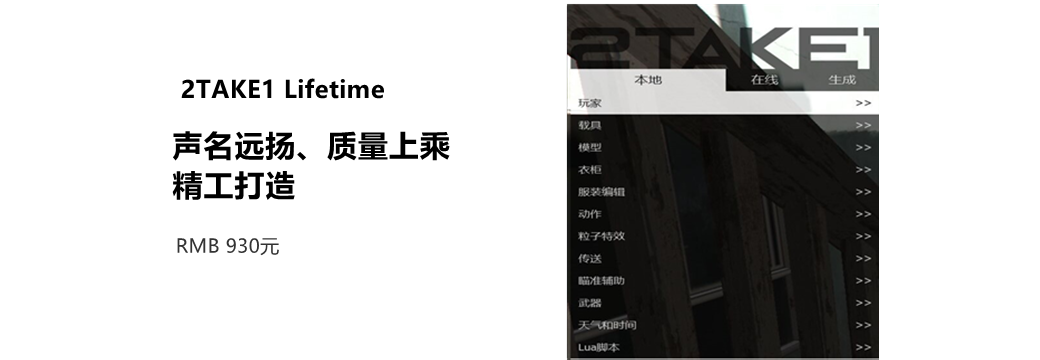 2TAKE1 Lifetime
声名远扬、质量上乘
精工打造
RMB 930元
2TAKE1
本地 在线 生成
玩家 >>
载具 >>
模型 >>
衣柜 >>
服装编辑 >>
动作 >>
粒子特效 >>
传送 >>
瞄准辅助 >>
武器 >>
天气和时间 >>
Lua脚本 >>